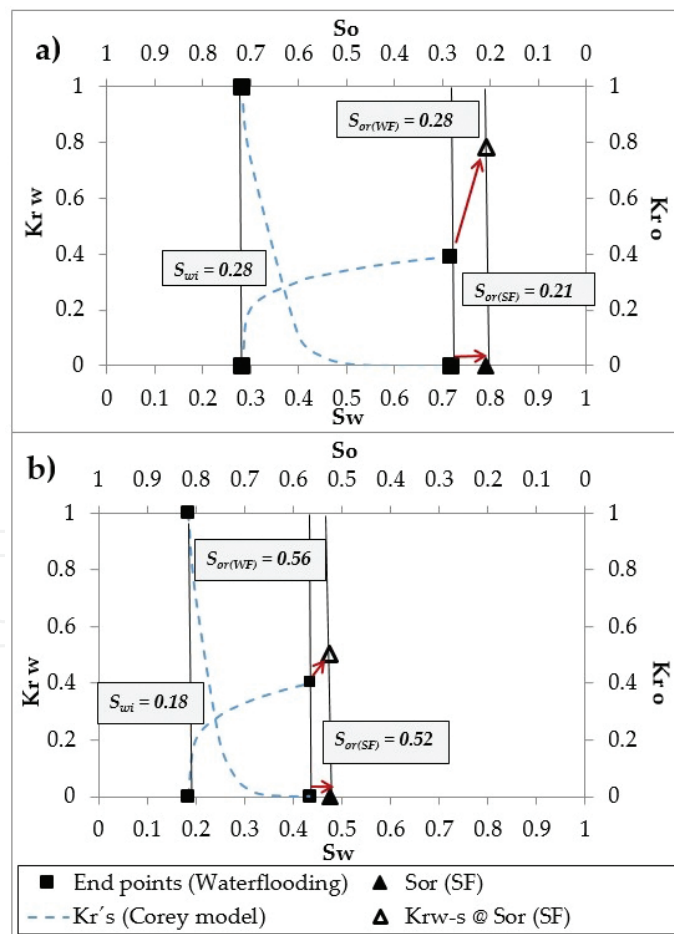 So
a)
1 0.9 0.8 0.7 0.6 0.5 0.4 0.3 0.2 0.1 0
1
0.8
0.6
0.4
0.2
0
Kr w
1
0.8
0.6
0.4
0.2
0
Kr o
Sor(WF) = 0.28
Swi = 0.28
Sor(SF) = 0.21
0 0.1 0.2 0.3 0.4 0.5 0.6 0.7 0.8 0.9 1
Sw
b)
So
1 0.9 0.8 0.7 0.6 0.5 0.4 0.3 0.2 0.1 0
1
0.8
0.6
0.4
0.2
0
Kr w
1
0.8
0.6
0.4
0.2
0
Kr o
Sor(WF) = 0.56
Swi = 0.18
Sor(SF) = 0.52
0 0.1 0.2 0.3 0.4 0.5 0.6 0.7 0.8 0.9 1
Sw
End points (Waterflooding)
Sor (SF)
Kr´s (Corey model)
Krw-s @ Sor (SF)